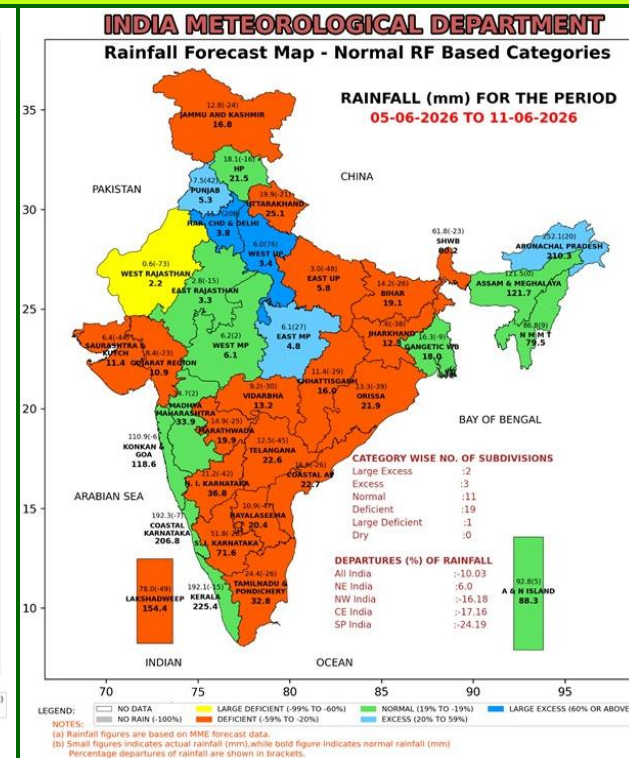 INDIA METEOROLOGICAL DEPARTMENT
Rainfall Forecast Map - Normal RF Based Categories
RAINFALL (mm) FOR THE PERIOD
05-06-2026 TO 11-06-2026
12.8(-24)
JAMMU AND KASHMIR
16.8
18.1(-16)
HP
21.5
CHINA
PAKISTAN
7.5(42)
PUNJAB
5.3
19.9(-21)
UTTARAKHAND
25.1
HAR. CHD & DELHI
3.8
6.0(76)
WEST UP
3.4
61.8(-23)
SHWB
252.1(20)
ARUNACHAL PRADESH
210.3
0.6(-73)
WEST RAJASTHAN
2.2
2.8(-15)
EAST RAJASTHAN
3.3
3.0(-48)
EAST UP
5.8
14.2(-26)
BIHAR
19.1
121.5(0)
ASSAM & MEGHALAYA
121.7
86.8(9)
N M M T
79.5
6.4(-44)
SAURASHTRA &
KUTCH
11.4
8.4(-23)
GUJARAT REGION
10.9
6.2(2)
WEST MP
6.1
6.1(27)
EAST MP
4.8
7.6(-38)
JHARKHAND
12.3
16.3(-9)
GANGETIC WB
18.0
11.4(-29)
CHHATTISGARH
16.0
13.3(-39)
ORISSA
21.9
9.2(-30)
VIDARBHA
13.2
MADHYA
MAHARASHTRA
33.9
14.9(-25)
MARATHWADA
19.9
BAY OF BENGAL
110.9(-6)
KONKAN &
GOA
118.6
12.5(-45)
TELANGANA
22.6
16.8(-26)
COASTAL AP
22.7
21.2(-42)
N. I. KARNATAKA
36.8
ARABIAN SEA
10.9(-47)
RAYALASEEMA
20.4
192.3(-7)
COASTAL
KARNATAKA
206.8
S. I. KARNATAKA
71.6
CATEGORY WISE NO. OF SUBDIVISIONS
Large Excess :2
Excess :3
Normal :11
Deficient :19
Large Deficient :1
Dry :0
DEPARTURES (%) OF RAINFALL
All India :-10.03
NE India :6.0
NW India :-16.18
CE India :-17.16
SP India :-24.19
78.0(-49)
LAKSHADWEEP
154.4
192.1(-15)
KERALA
225.4
24.4(-26)
TAMILNADU &
PONDICHERY
32.8
92.8(5)
A & N ISLAND
88.3
INDIAN OCEAN
35
30
25
20
15
10
70 75 80 85 90 95
LEGEND:
NO DATA
LARGE DEFICIENT (-99% TO -60%)
NORMAL (19% TO -19%)
LARGE EXCESS (60% OR ABOVE
NO RAIN (-100%)
DEFICIENT (-59% TO -20%)
EXCESS (20% TO 59%)
NOTES:
(a) Rainfall figures are based on MME forecast data.
(b) Small figures indicates actual rainfall (mm),while bold figure indicates normal rainfall (mm)
Percentage departures of rainfall are shown in brackets.